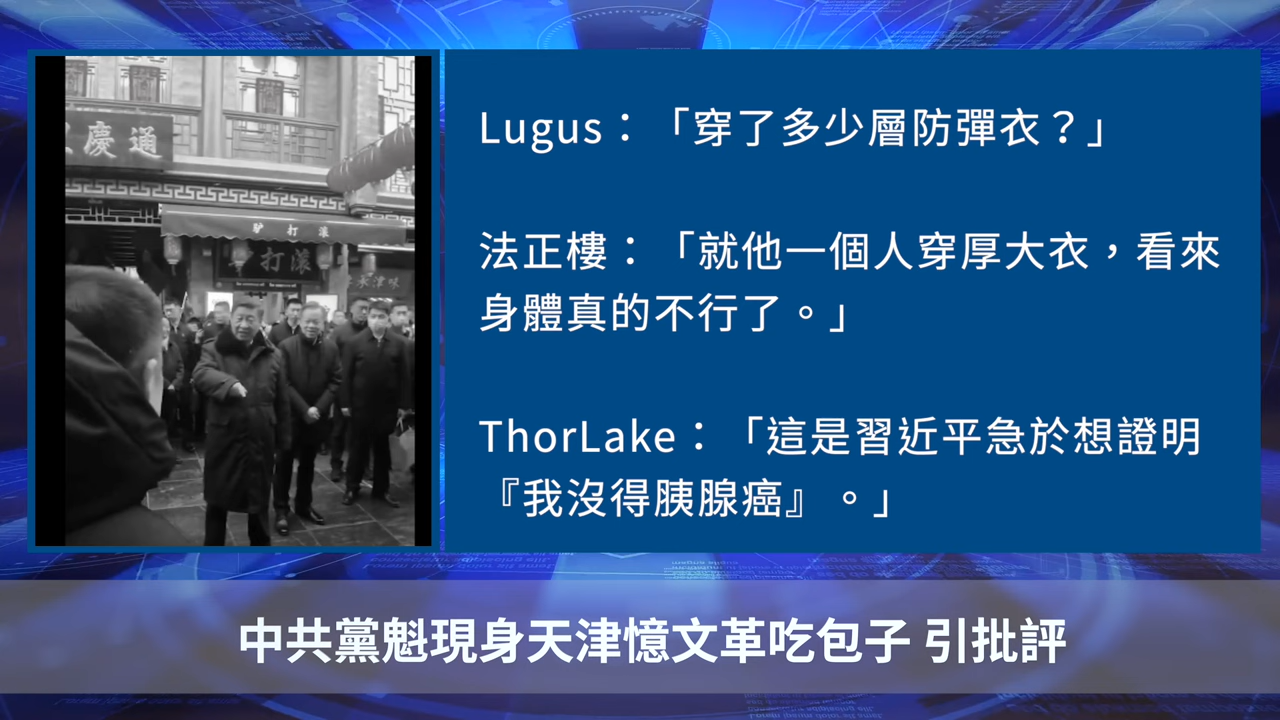 慶通
驴打滚
打滚
Lugus：「穿了多少層防彈衣？」
法正樓：「就他一個人穿厚大衣，看來
身體真的不行了。」
ThorLake：「這是習近平急於想證明
『我沒得胰腺癌』。」
中共黨魁現身天津憶文革吃包子 引批評